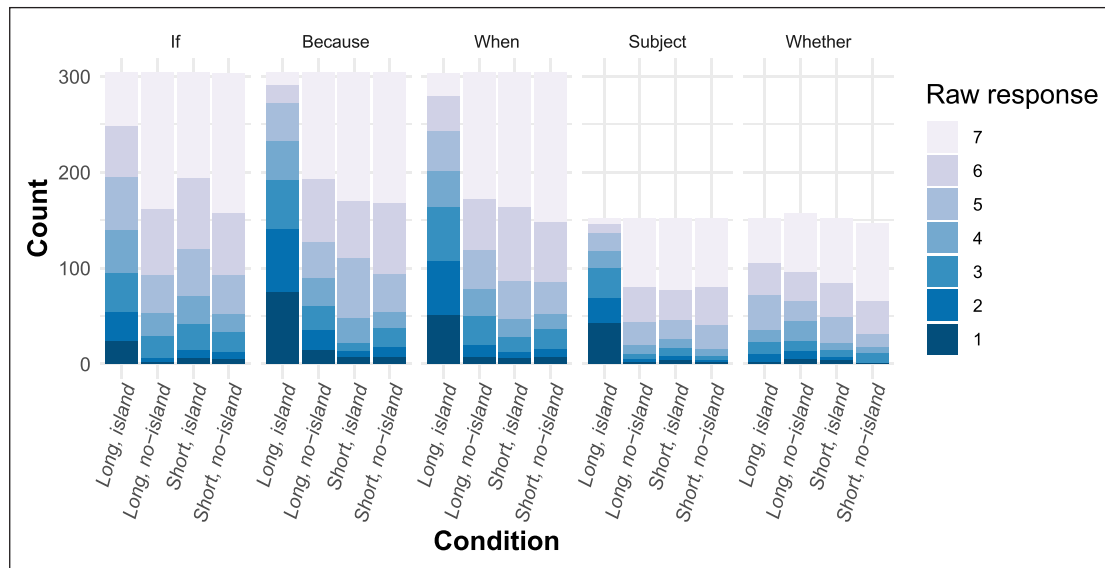 If Because When Subject Whether
Count
300
200
100
0
Long, island
Long, no−island
Short, island
Short, no−island
Long, island
Long, no−island
Short, island
Short, no−island
Long, island
Long, no−island
Short, island
Short, no−island
Long, island
Long, no−island
Short, island
Short, no−island
Long, island
Long, no−island
Short, island
Short, no−island
Condition
Raw response
7
6
5
4
3
2
1